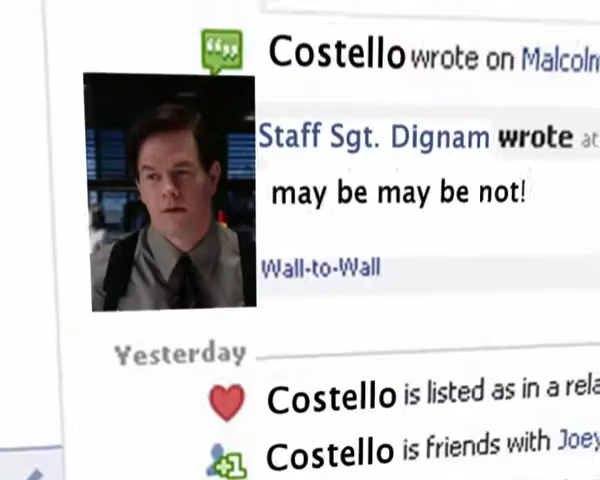 Costello wrote on Malcolm
Staff Sgt. Dignam wrote at
may be may be not!
Wall-to-Wall
Yesterday
Costello is listed as in a rela
Costello is friends with Joey
+1